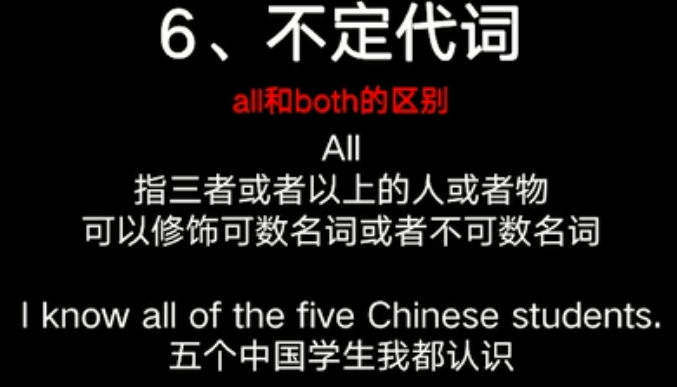 6、不定代词
all和both的区别
All
指三者或者以上的人或者物
可以修饰可数名词或者不可数名词
I know all of the five Chinese students.
五个中国学生我都认识